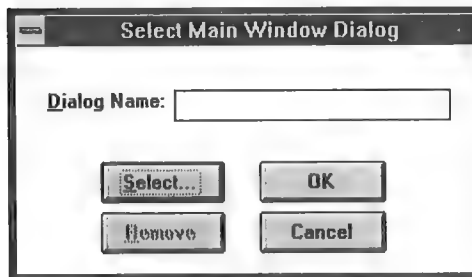 Select Main Window Dialog
Dialog Name:
Select...
OK
Remove
Cancel